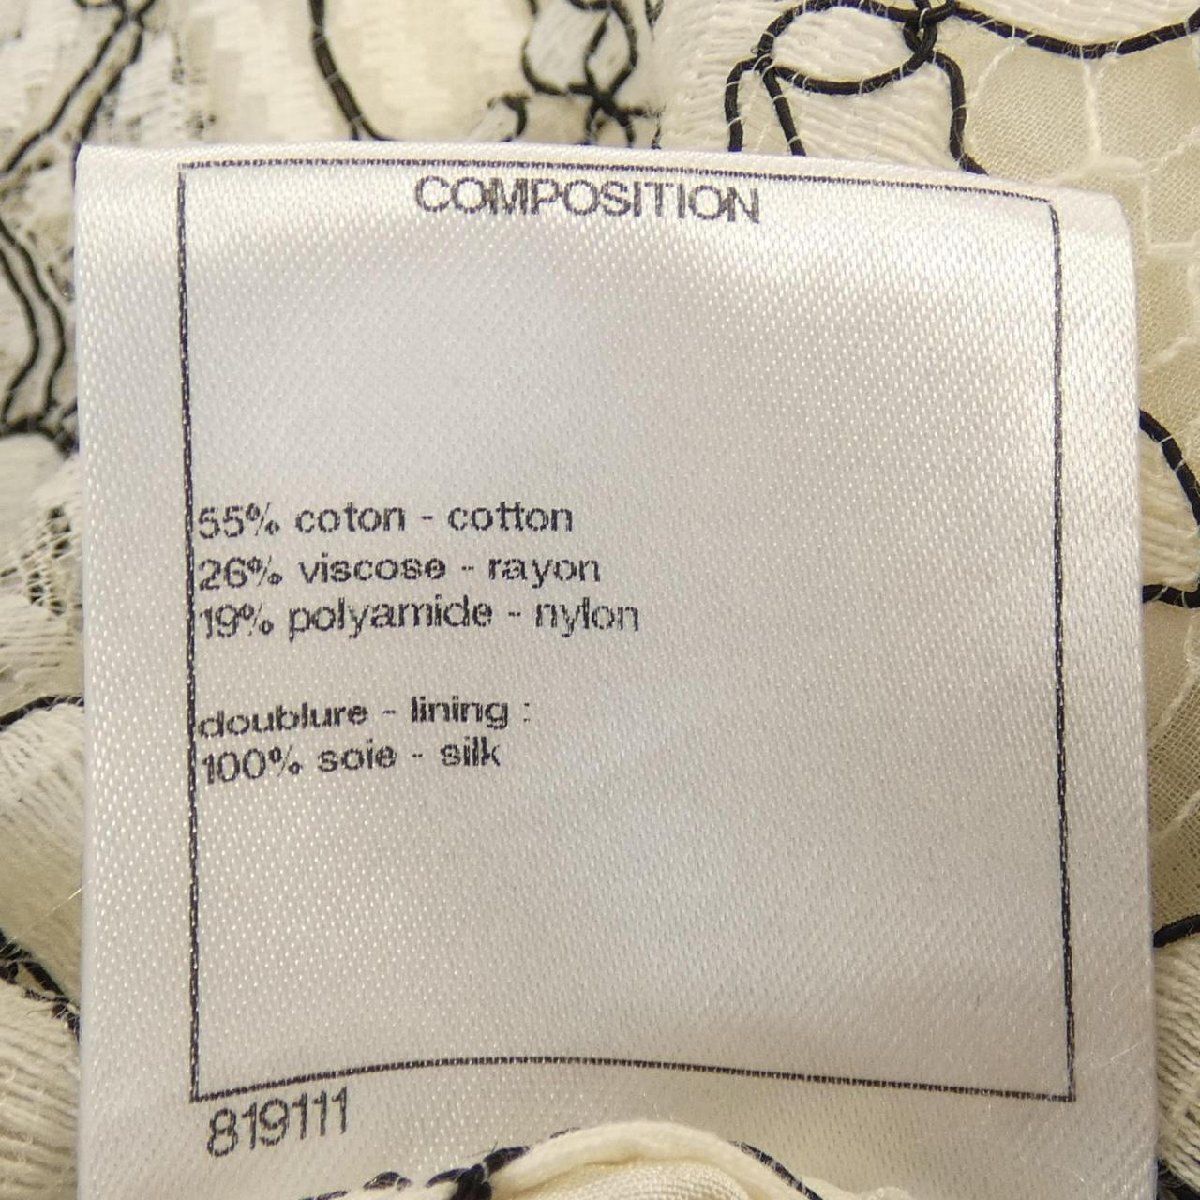 COMPOSITION
55% coton - cotton
26% viscose - rayon
19% polyamide - nylon
doublure - lining :
100% soie - silk
819111